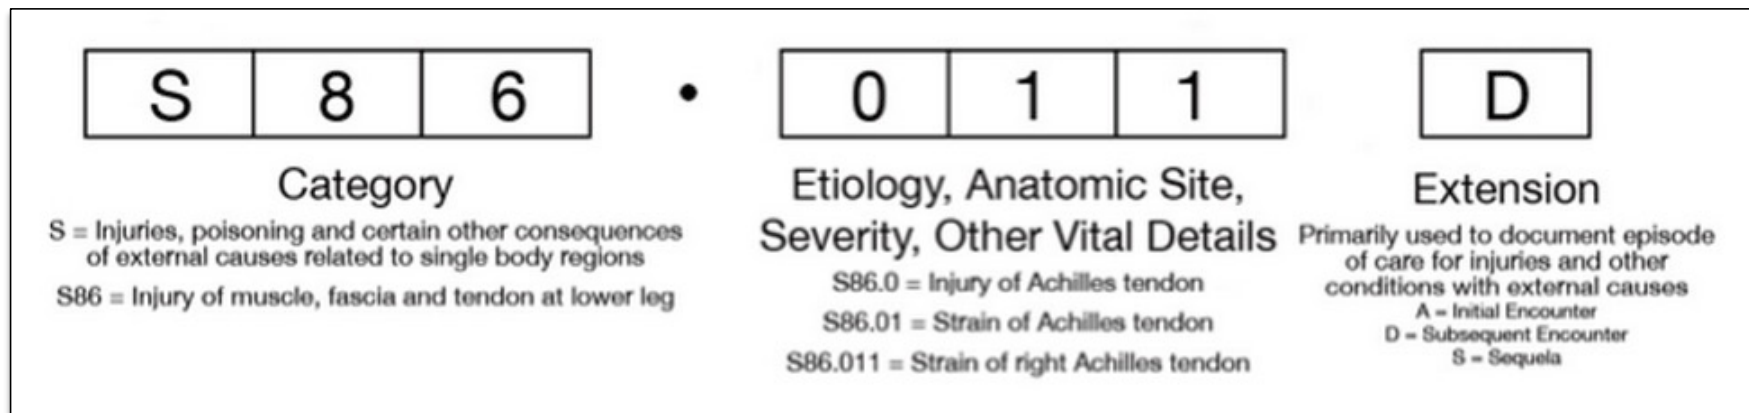 S 8 6 . 0 1 1 D
Category
S = Injuries, poisoning and certain other consequences
of external causes related to single body regions
S86 = Injury of muscle, fascia and tendon at lower leg
Etiology, Anatomic Site,
Severity, Other Vital Details
S86.0 = Injury of Achilles tendon
S86.01 = Strain of Achilles tendon
S86.011 = Strain of right Achilles tendon
Extension
Primarily used to document episode
of care for injuries and other
conditions with external causes
A = Initial Encounter
D = Subsequent Encounter
S = Sequela